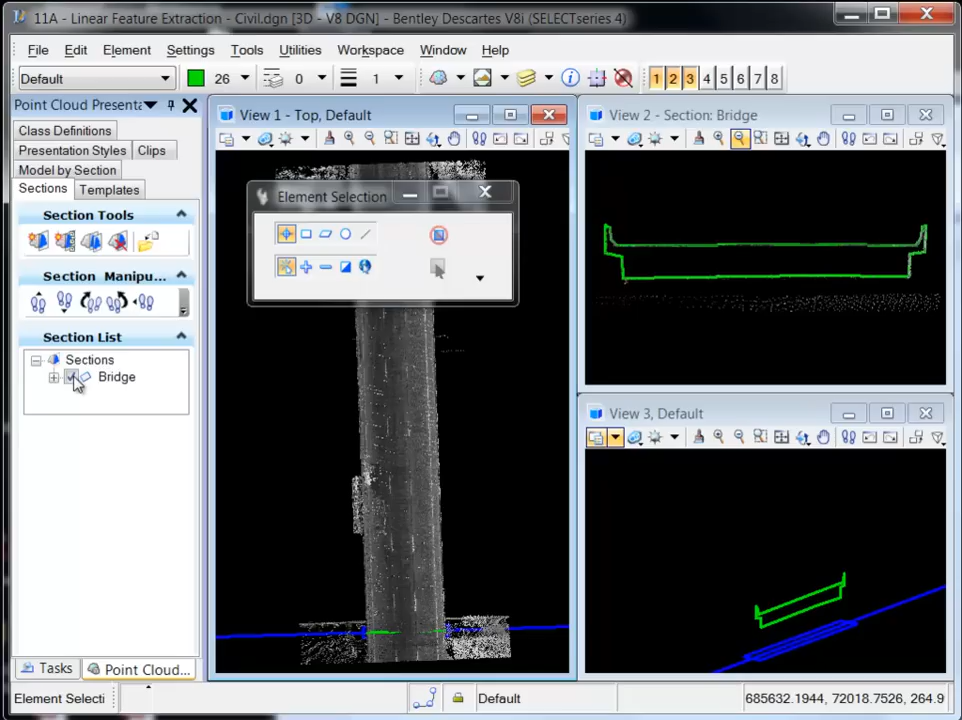 11A - Linear Feature Extraction - Civil.dgn [3D - V8 DGN] - Bentley Descartes V8i (SELECTseries 4)
File Edit Element Settings Tools Utilities Workspace Window Help
Default 26 0 1 1 2 3 4 5 6 7 8
Point Cloud Presenta
Class Definitions
Presentation Styles Clips
Model by Section
Sections Templates
Section Tools
Section Manipu...
Section List
Sections
Bridge
View 1 - Top, Default
Element Selection
View 2 - Section: Bridge
View 3, Default
Tasks Point Cloud...
Element Selecti Default 685632.1944, 72018.7526, 264.9